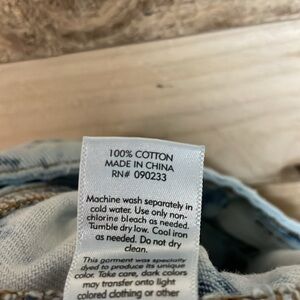 100% COTTON
MADE IN CHINA
RN# 090233
Machine wash separately in
cold water. Use only non-
chlorine bleach as needed.
Tumble dry low. Cool iron
as needed. Do not dry
clean.
This garment was specially
dyed to produce its unique
color. Take care, dark colors
may transfer onto light
colored clothing or other